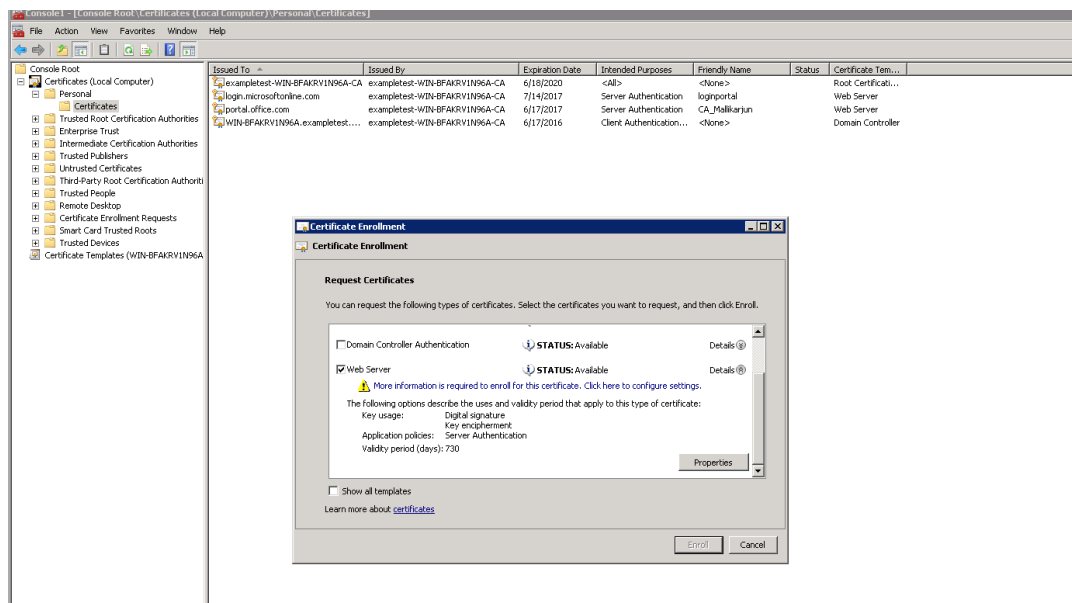 Console1 - [Console Root\Certificates (Local Computer)\Personal\Certificates]
File Action View Favorites Window Help
Console Root
Certificates (Local Computer)
Personal
Certificates
Trusted Root Certification Authorities
Enterprise Trust
Intermediate Certification Authorities
Trusted Publishers
Untrusted Certificates
Third-Party Root Certification Authoriti
Trusted People
Remote Desktop
Certificate Enrollment Requests
Smart Card Trusted Roots
Trusted Devices
Certificate Templates (WIN-BFAKRV1N96A
Issued To Issued By Expiration Date Intended Purposes Friendly Name Status Certificate Tem...
exampletest-WIN-BFAKRV1N96A-CA exampletest-WIN-BFAKRV1N96A-CA 6/18/2020 <All> <None> Root Certificati...
login.microsoftonline.com exampletest-WIN-BFAKRV1N96A-CA 7/14/2017 Server Authentication loginportal Web Server
portal.office.com exampletest-WIN-BFAKRV1N96A-CA 6/17/2017 Server Authentication CA_Mallikarjun Web Server
WIN-BFAKRV1N96A.exampletest.... exampletest-WIN-BFAKRV1N96A-CA 6/17/2016 Client Authentication... <None> Domain Controller
Certificate Enrollment
Certificate Enrollment
Request Certificates
You can request the following types of certificates. Select the certificates you want to request, and then click Enroll.
Domain Controller Authentication STATUS: Available Details
Web Server STATUS: Available Details
More information is required to enroll for this certificate. Click here to configure settings.
The following options describe the uses and validity period that apply to this type of certificate:
Key usage: Digital signature
Key encipherment
Application policies: Server Authentication
Validity period (days): 730
Properties
Show all templates
Learn more about certificates
Enroll Cancel